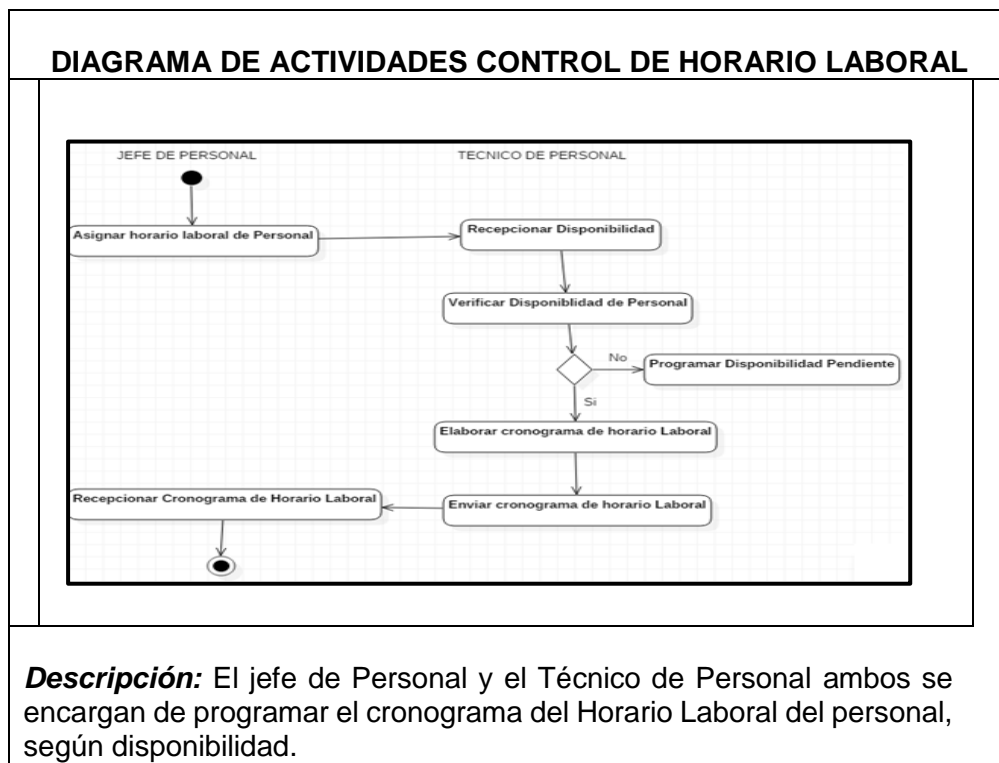 DIAGRAMA DE ACTIVIDADES CONTROL DE HORARIO LABORAL
JEFE DE PERSONAL
TECNICO DE PERSONAL
Asignar horario laboral de Personal
Recepcionar Disponibilidad
Verificar Disponiblidad de Personal
No
Programar Disponibilidad Pendiente
Si
Elaborar cronograma de horario Laboral
Recepcionar Cronograma de Horario Laboral
Enviar cronograma de horario Laboral
Descripción: El jefe de Personal y el Técnico de Personal ambos se
encargan de programar el cronograma del Horario Laboral del personal,
según disponibilidad.